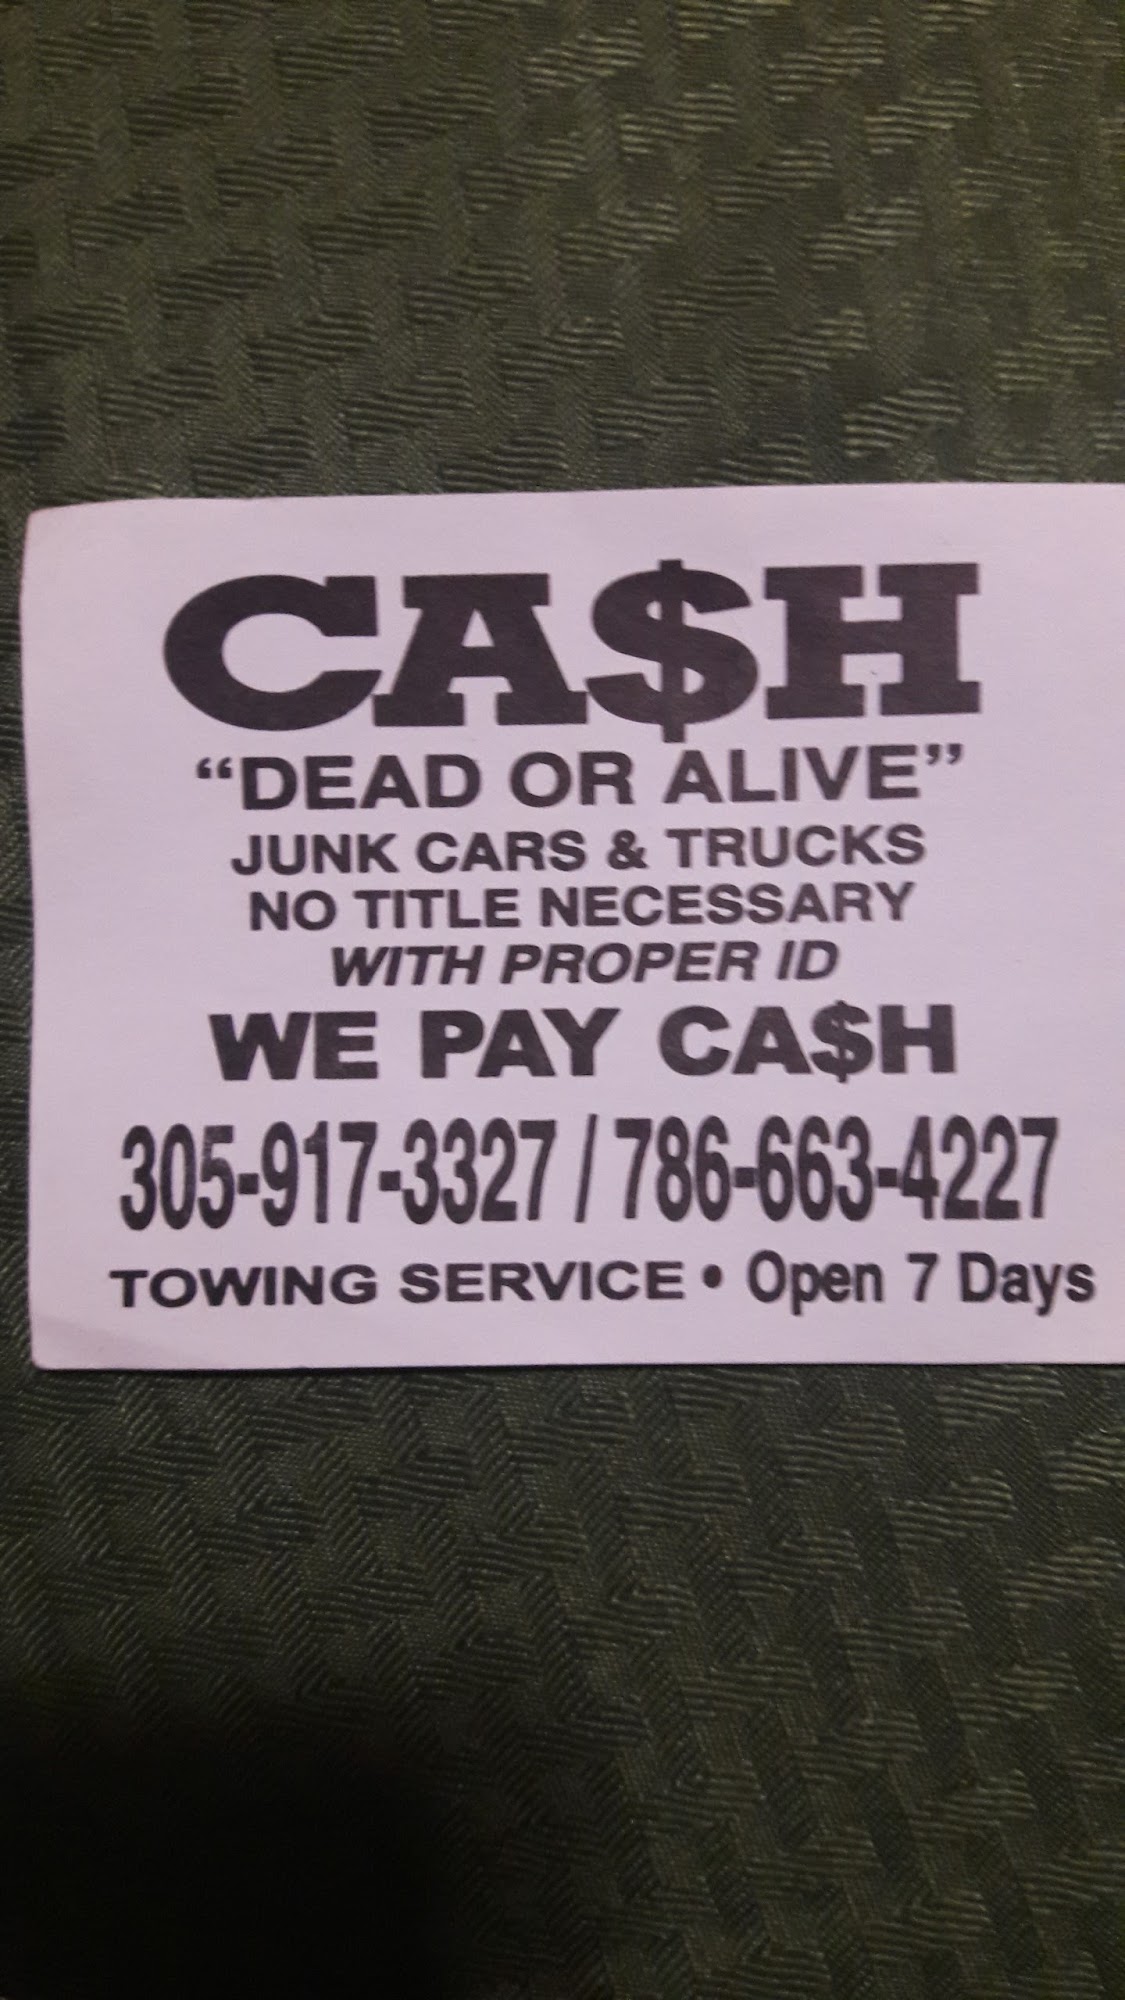 CA$H
“DEAD OR ALIVE”
JUNK CARS & TRUCKS
NO TITLE NECESSARY
WITH PROPER ID
WE PAY CA$H
305-917-3327 / 786-663-4227
TOWING SERVICE • Open 7 Days